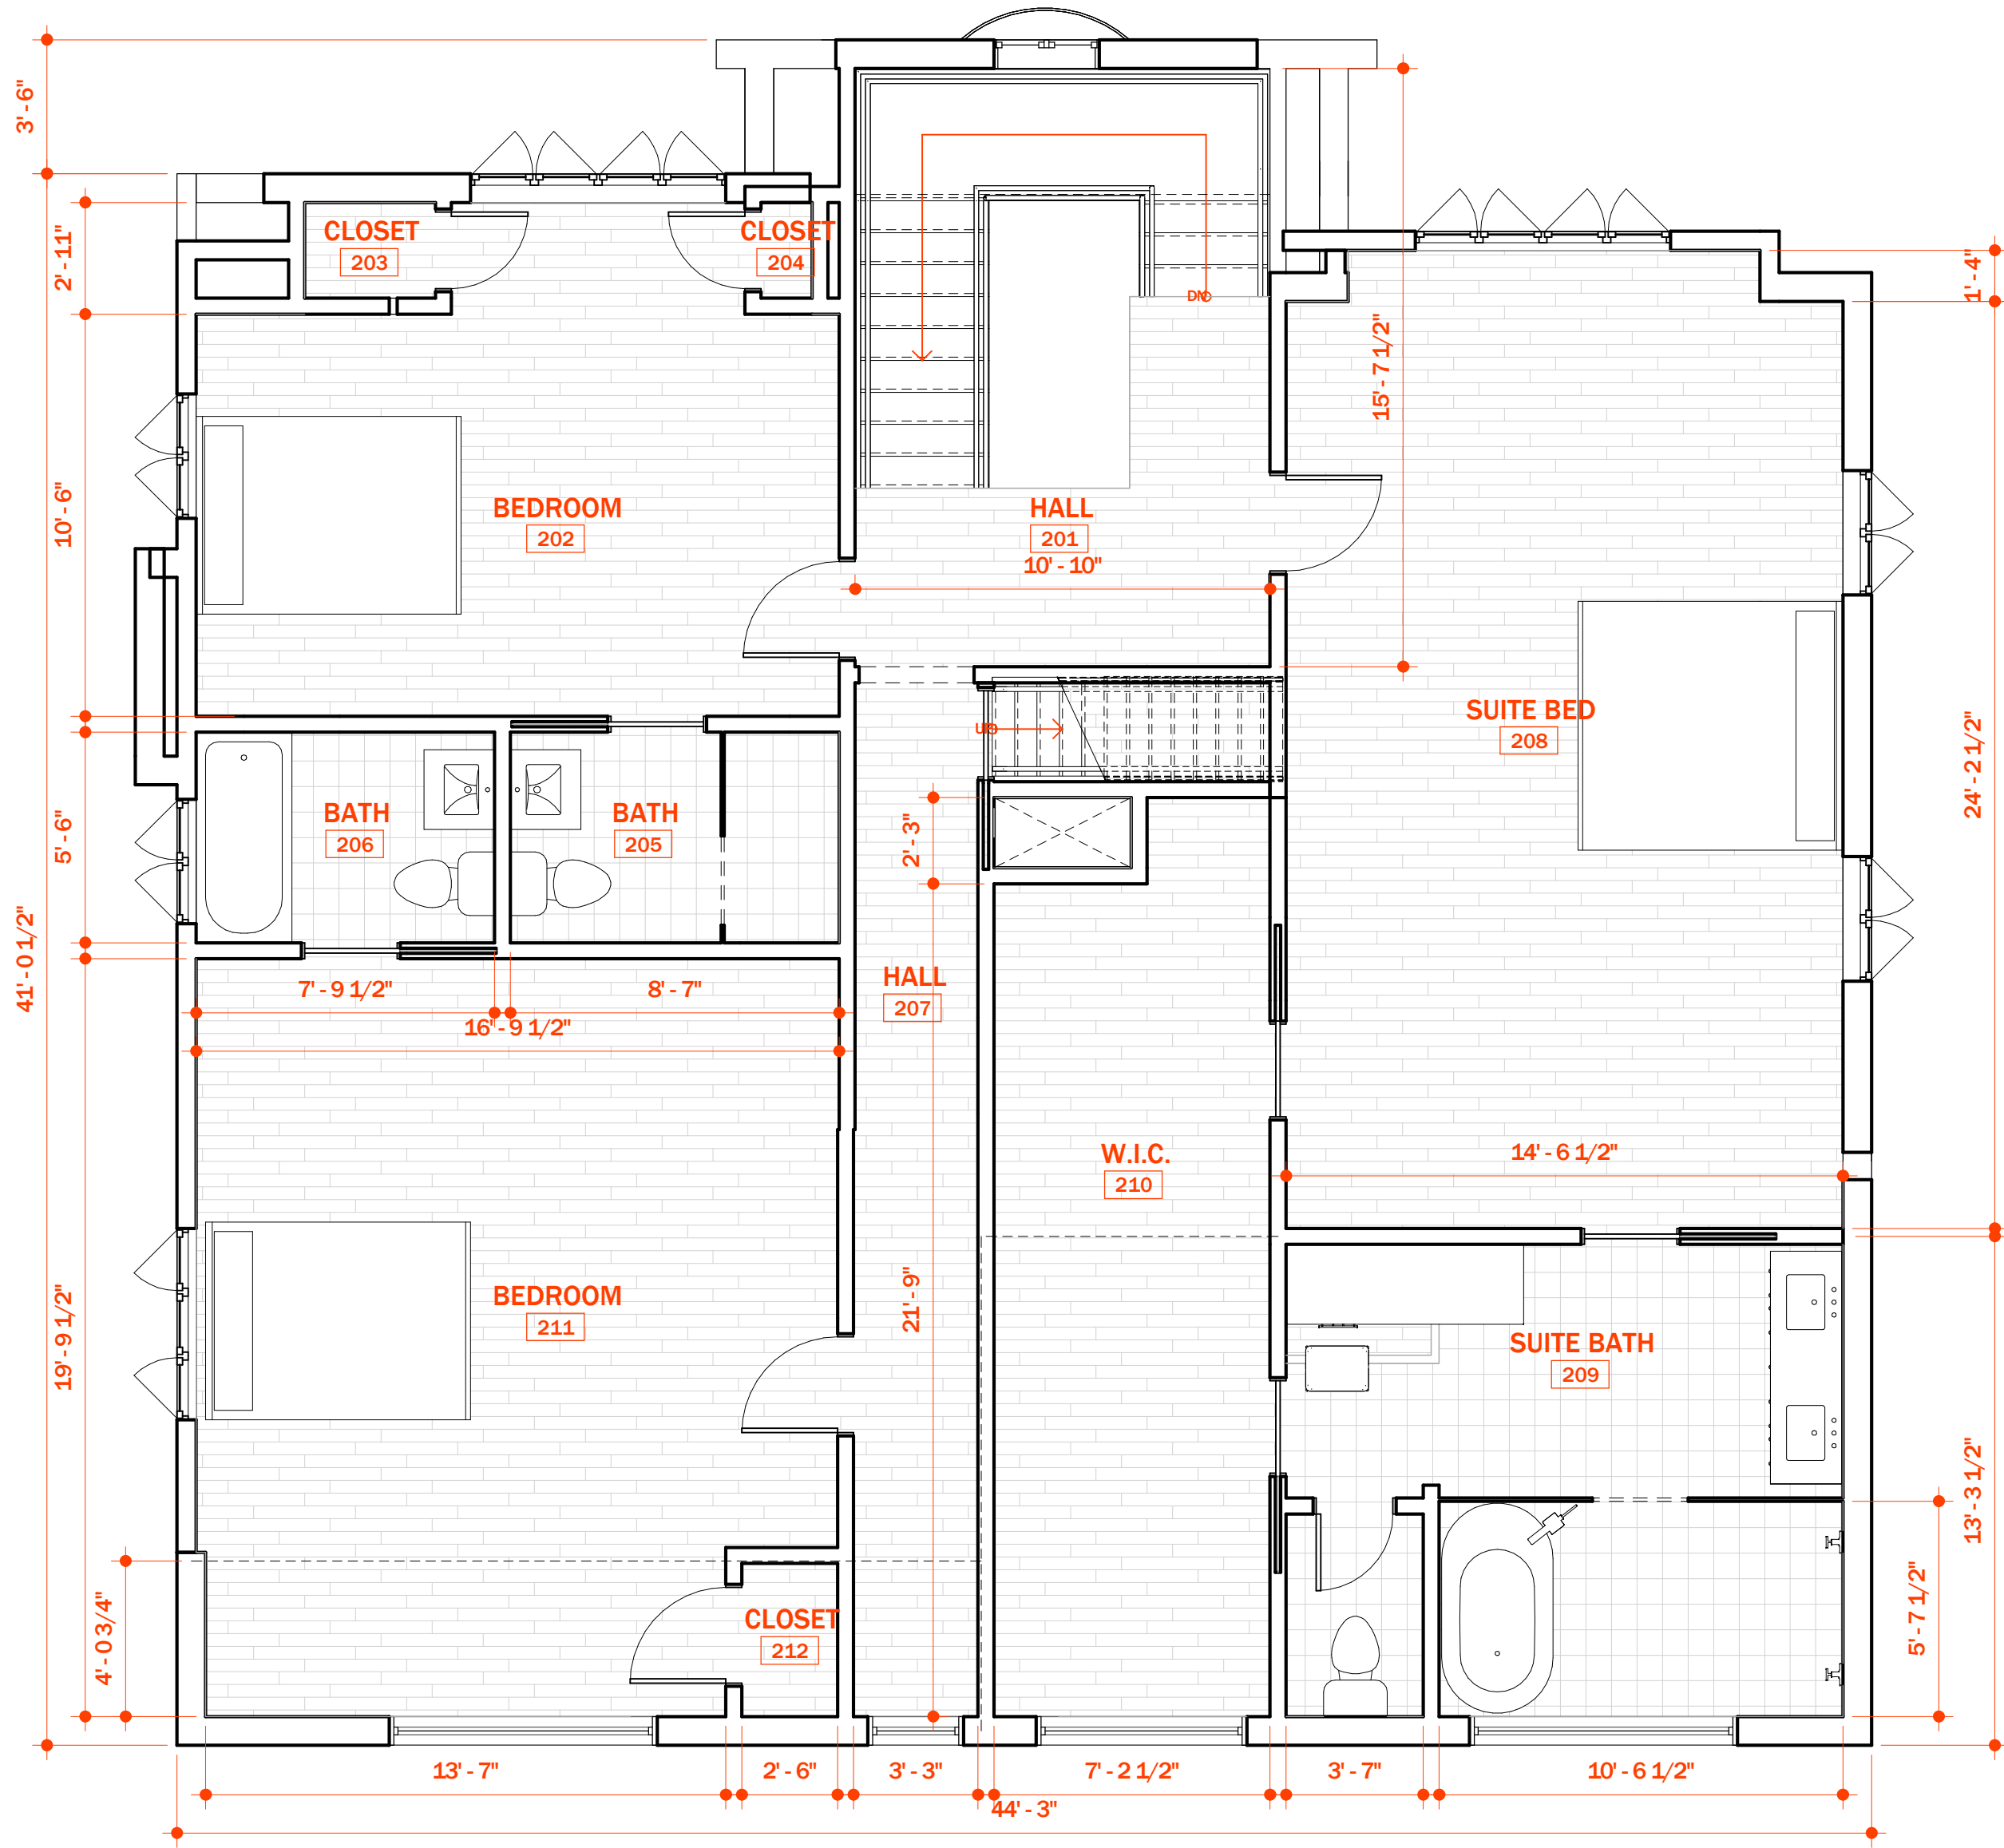 3' - 6"
2' - 11"
CLOSET
203
CLOSET
204
1' - 4"
DN
15' - 7 1/2"
10' - 6"
BEDROOM
202
HALL
201
10' - 10"
SUITE BED
208
24' - 2 1/2"
UP
5' - 6"
BATH
206
BATH
205
2' - 3"
41' - 0 1/2"
7' - 9 1/2"
8' - 7"
16' - 9 1/2"
HALL
207
W.I.C.
210
14' - 6 1/2"
19' - 9 1/2"
BEDROOM
211
21' - 9"
SUITE BATH
209
13' - 3 1/2"
4' - 0 3/4"
CLOSET
212
5' - 7 1/2"
13' - 7"
2' - 6"
3' - 3"
7' - 2 1/2"
3' - 7"
10' - 6 1/2"
44' - 3"